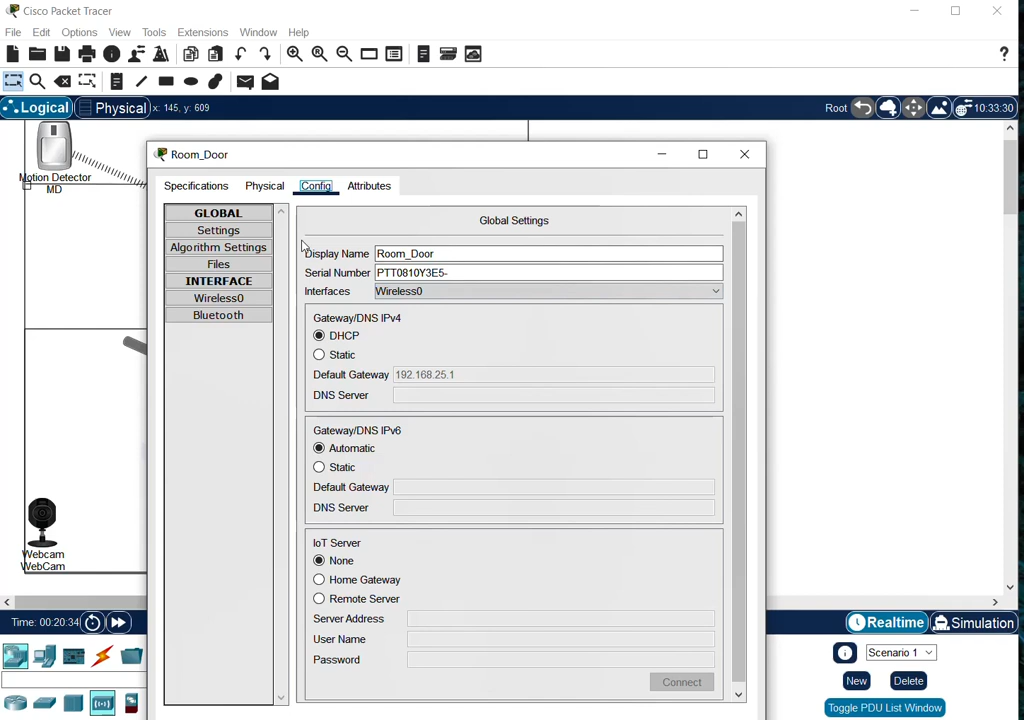 Cisco Packet Tracer
File Edit Options View Tools Extensions Window Help
?
Logical Physical x: 145, y: 609 Root 10:33:30
Motion Detector
MD
Webcam
WebCam
Room_Door
Specifications Physical Config Attributes
GLOBAL
Settings
Algorithm Settings
Files
INTERFACE
Wireless0
Bluetooth
Global Settings
Display Name Room_Door
Serial Number PTT0810Y3E5-
Interfaces Wireless0
Gateway/DNS IPv4
DHCP
Static
Default Gateway 192.168.25.1
DNS Server
Gateway/DNS IPv6
Automatic
Static
Default Gateway
DNS Server
IoT Server
None
Home Gateway
Remote Server
Server Address
User Name
Password
Connect
Time: 00:20:34 Realtime Simulation
Scenario 1
New Delete
Toggle PDU List Window